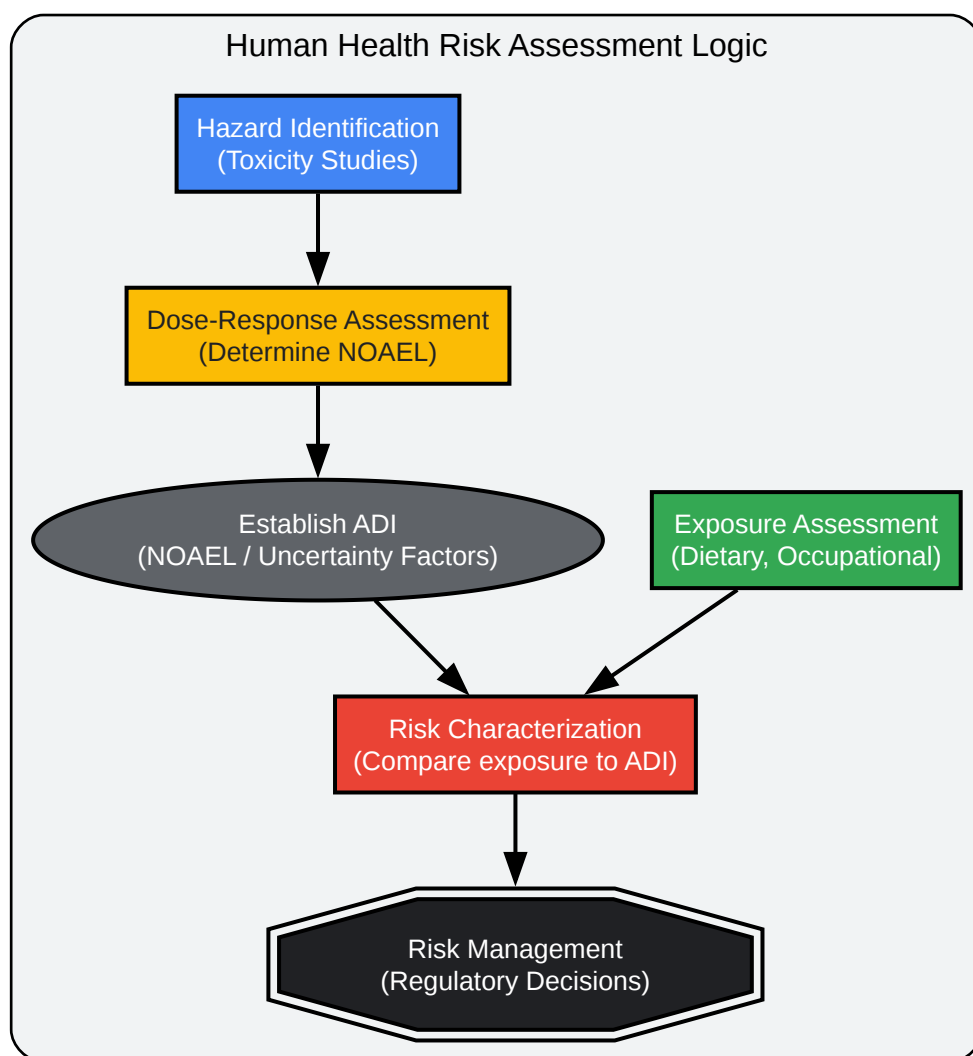 Human Health Risk Assessment Logic
Hazard Identification
(Toxicity Studies)
Dose-Response Assessment
(Determine NOAEL)
Establish ADI
(NOAEL / Uncertainty Factors)
Exposure Assessment
(Dietary, Occupational)
Risk Characterization
(Compare exposure to ADI)
Risk Management
(Regulatory Decisions)